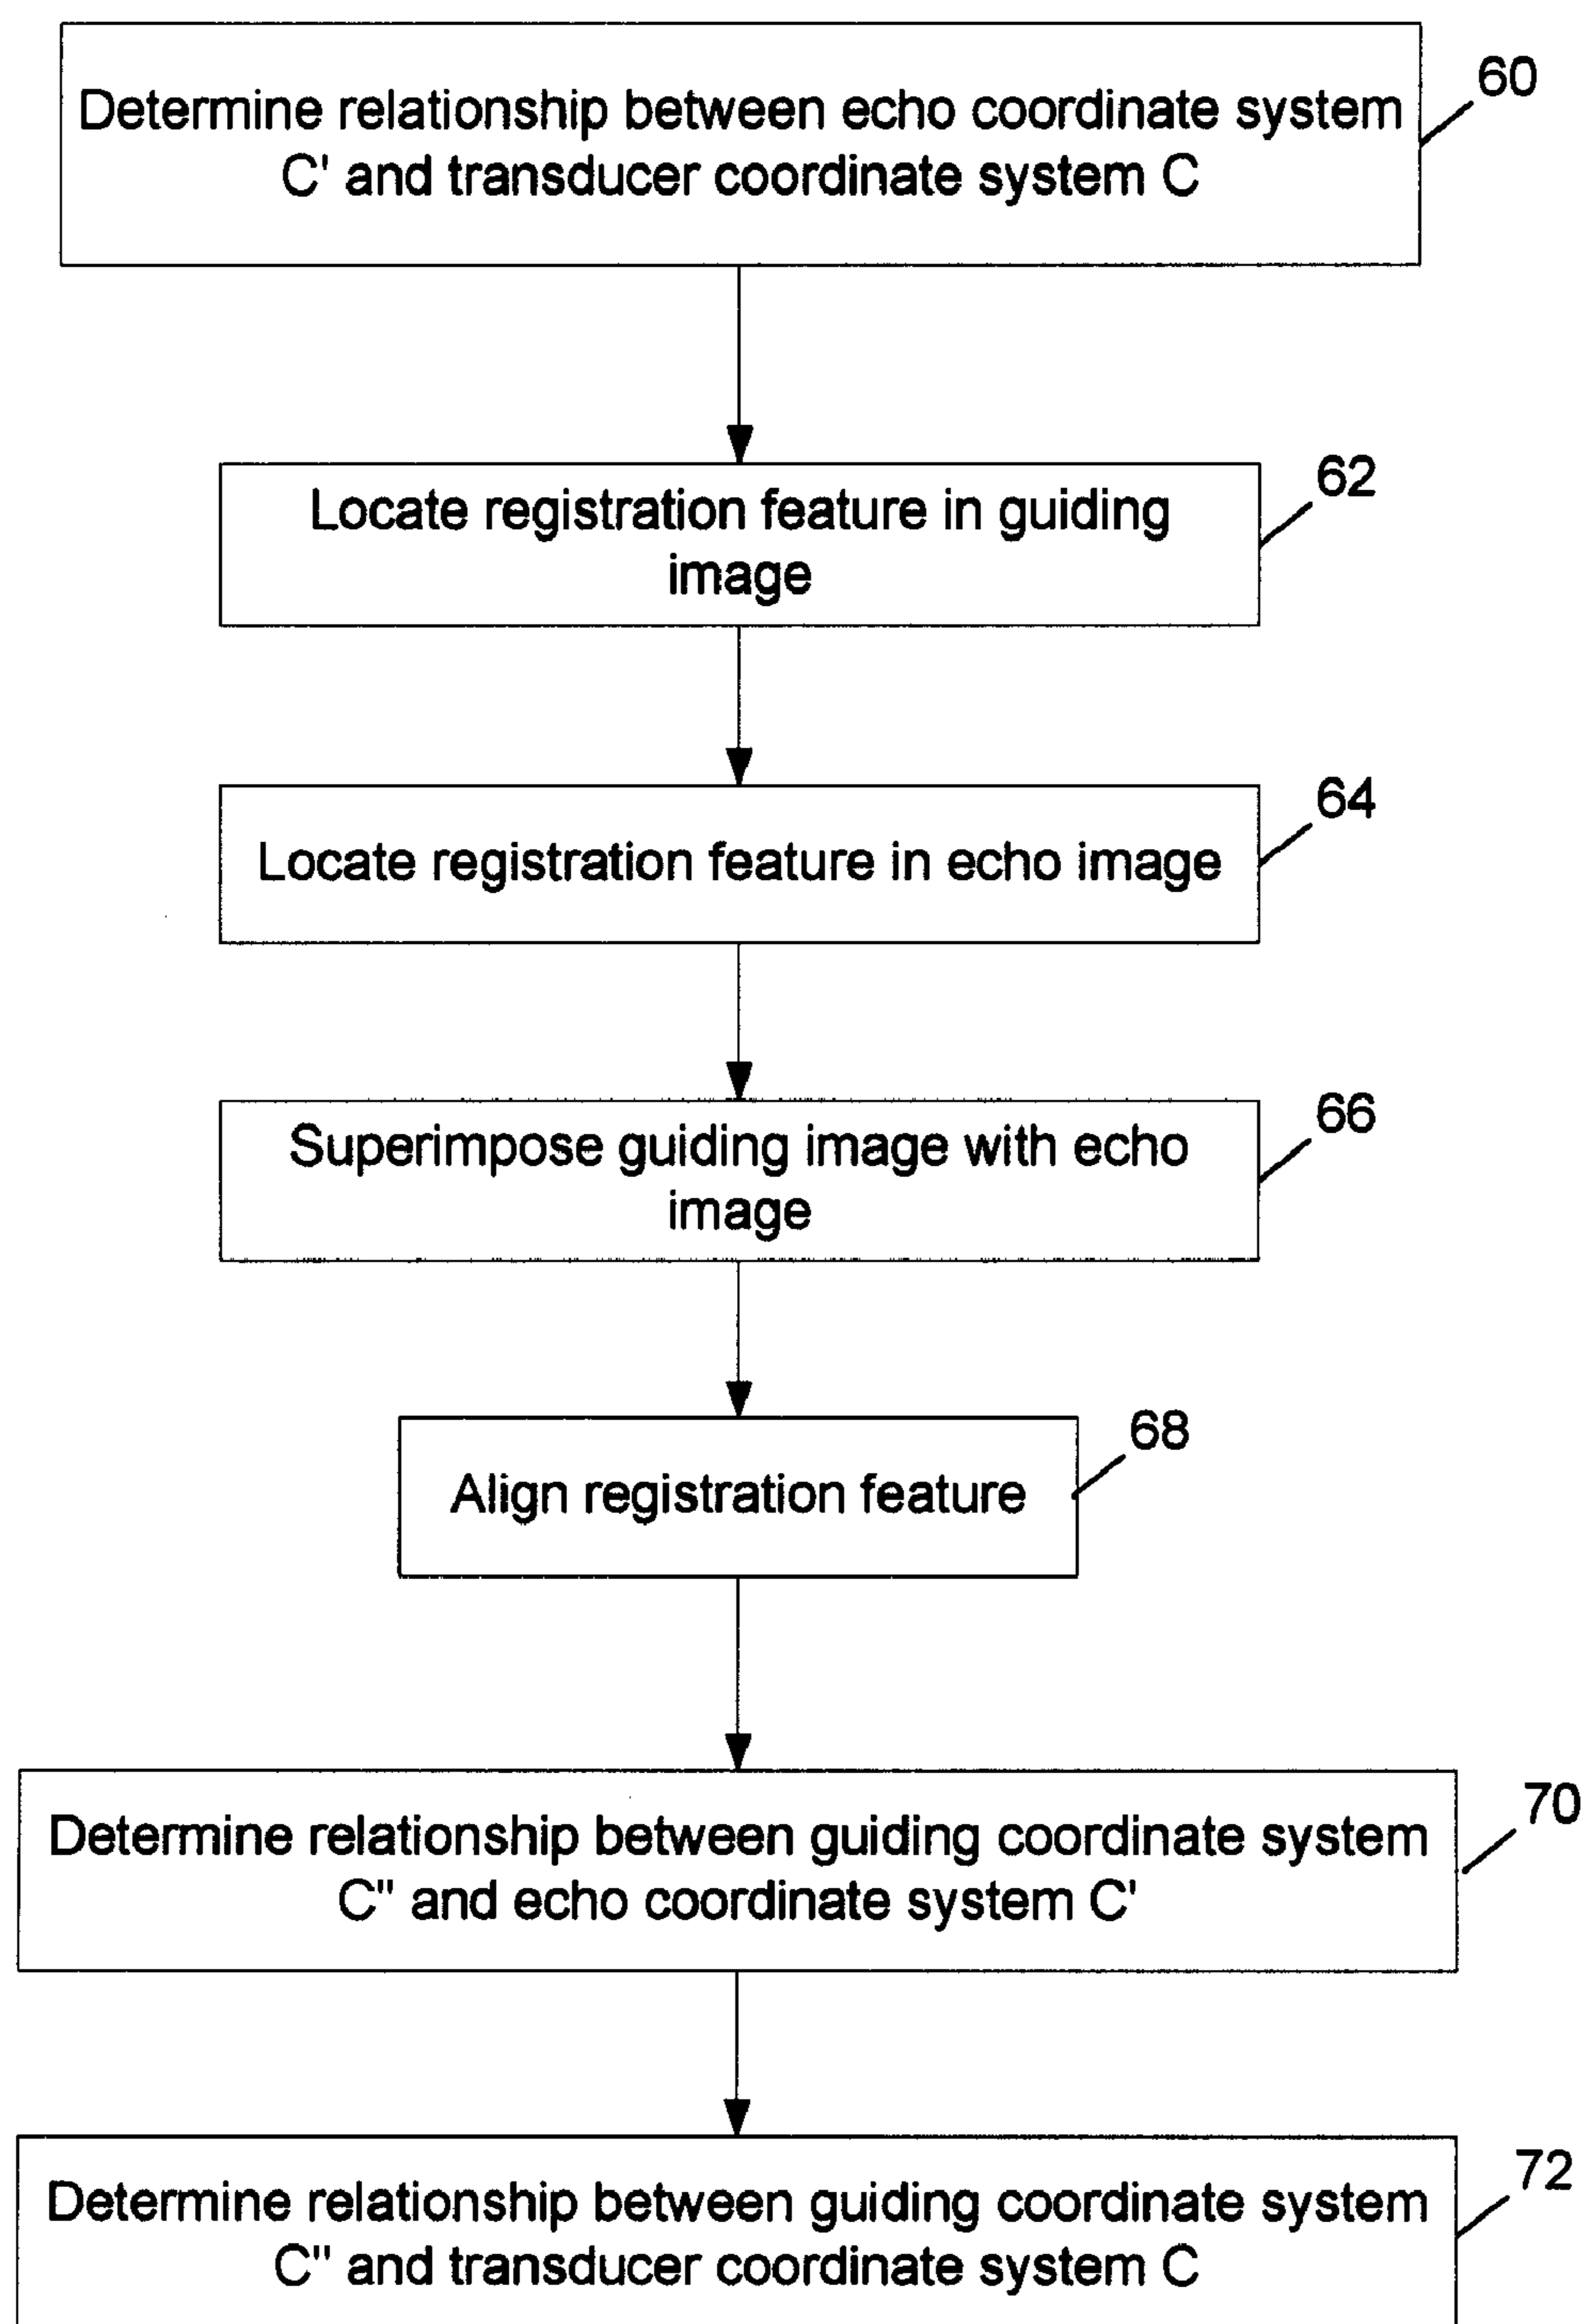 Determine relationship between echo coordinate system
C' and transducer coordinate system C
60
Locate registration feature in guiding
image
62
Locate registration feature in echo image
64
Superimpose guiding image with echo
image
66
Align registration feature
68
Determine relationship between guiding coordinate system
C" and echo coordinate system C'
70
Determine relationship between guiding coordinate system
C" and transducer coordinate system C
72